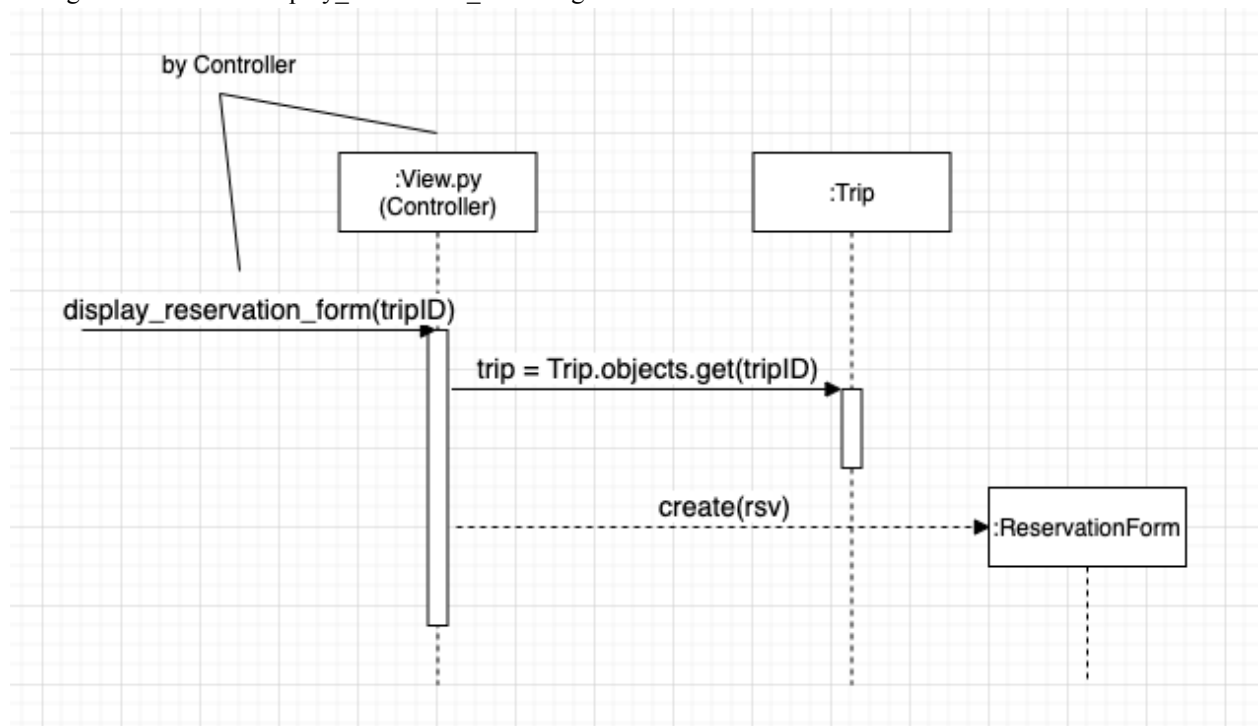 by Controller
:View.py
(Controller)
:Trip
display_reservation_form(tripID)
trip = Trip.objects.get(tripID)
create(rsv)
:ReservationForm